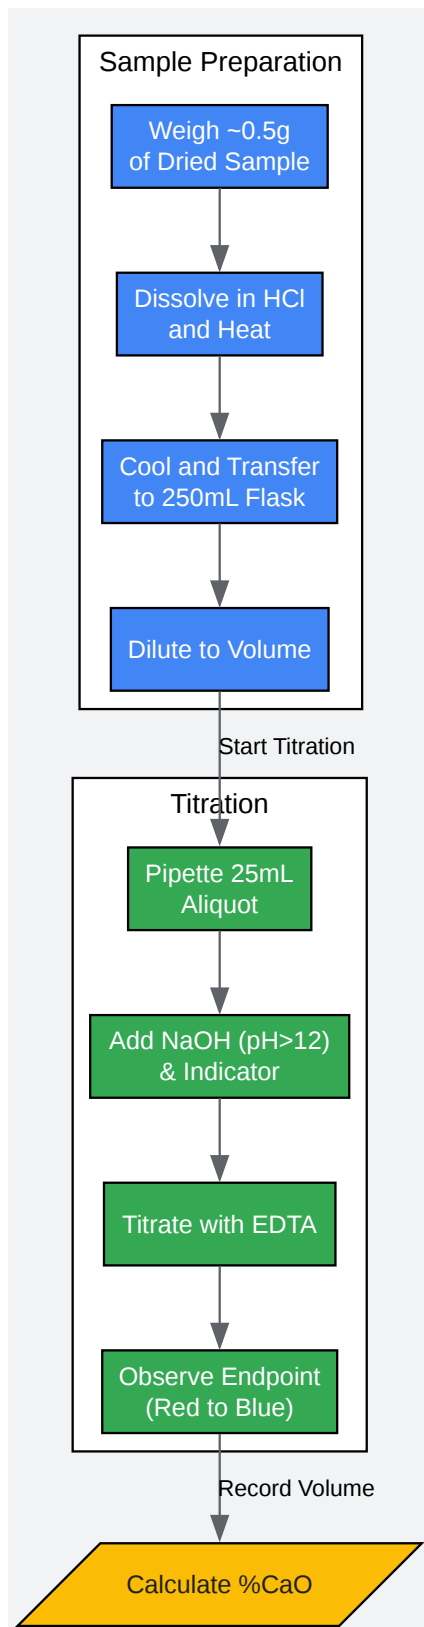 Sample Preparation
Weigh ~0.5g
of Dried Sample
Dissolve in HCl
and Heat
Cool and Transfer
to 250mL Flask
Dilute to Volume
Start Titration
Titration
Pipette 25mL
Aliquot
Add NaOH (pH>12)
& Indicator
Titrate with EDTA
Observe Endpoint
(Red to Blue)
Record Volume
Calculate %CaO